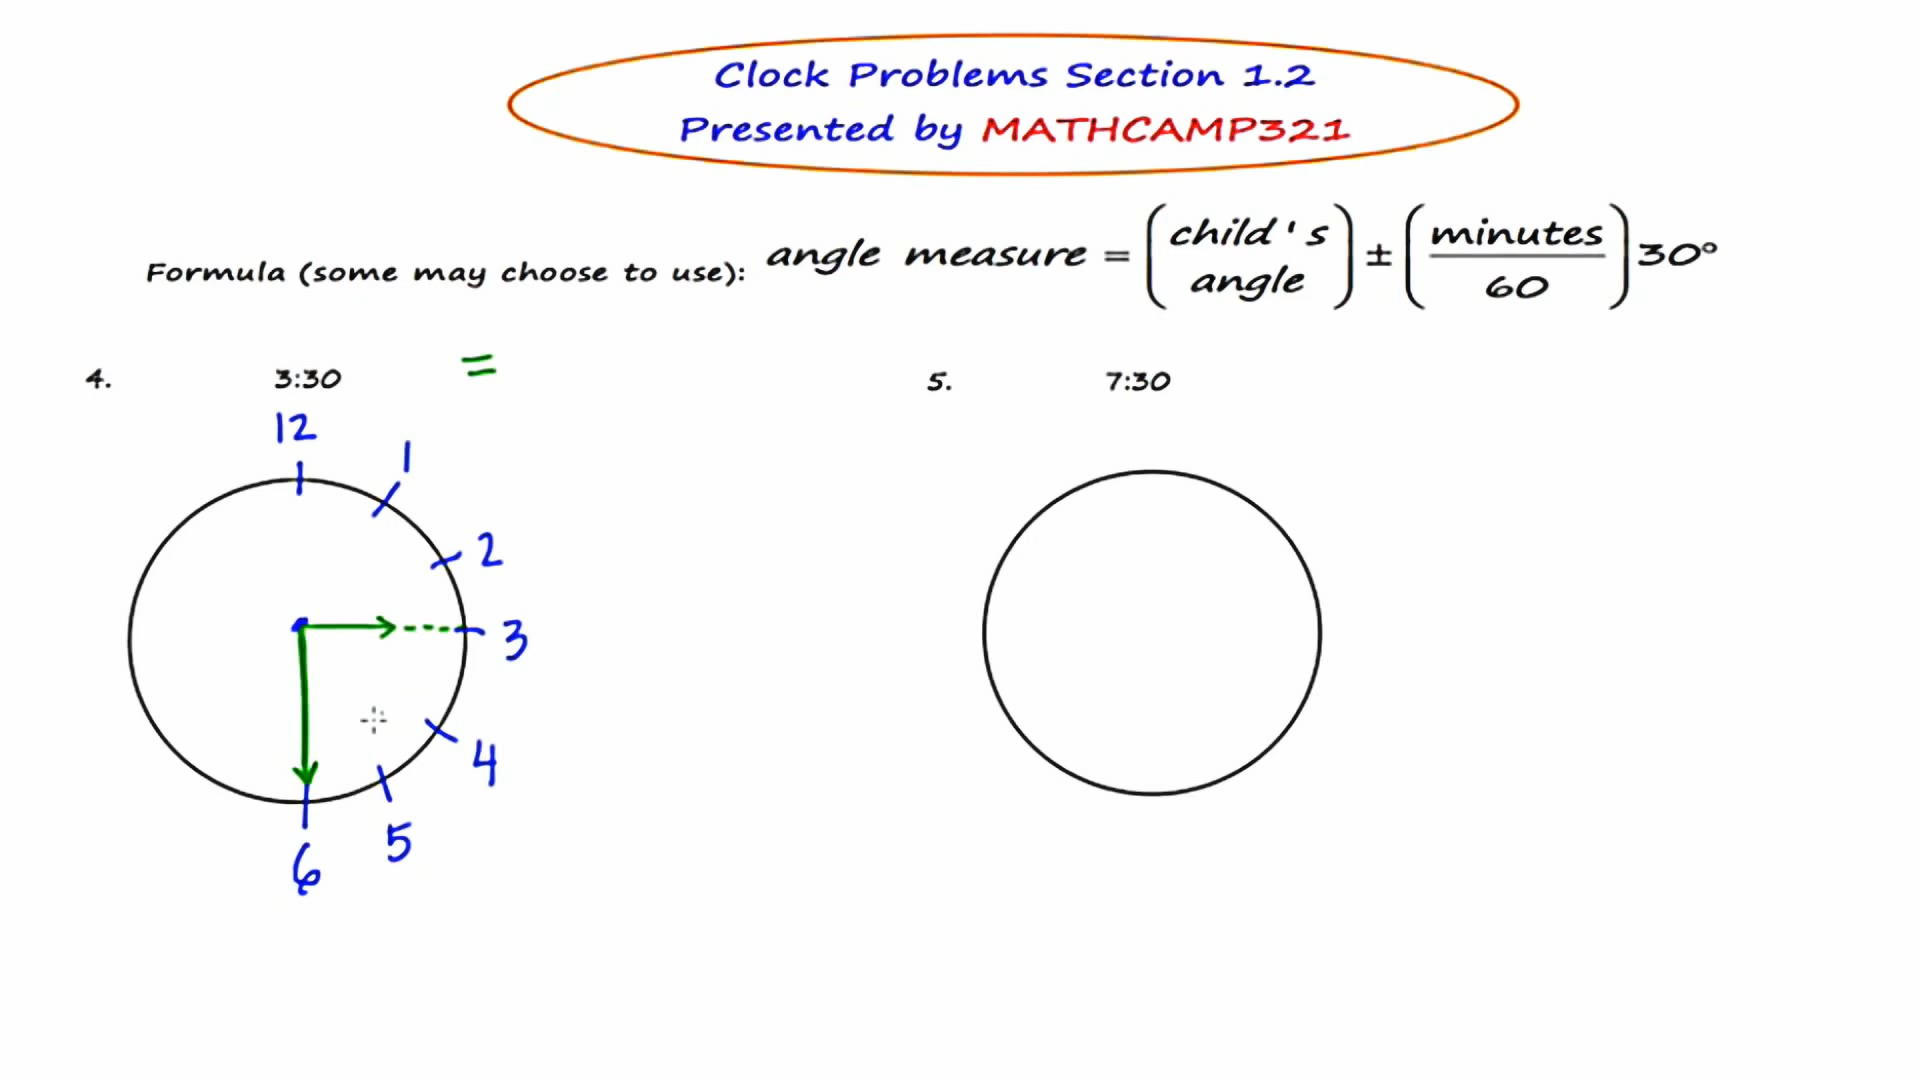 Clock Problems Section 1.2
Presented by MATHCAMP321
Formula (some may choose to use): angle measure = (child's angle) ± (minutes/60) 30°
4. 3:30 =
5. 7:30
12
1
2
3
4
5
6